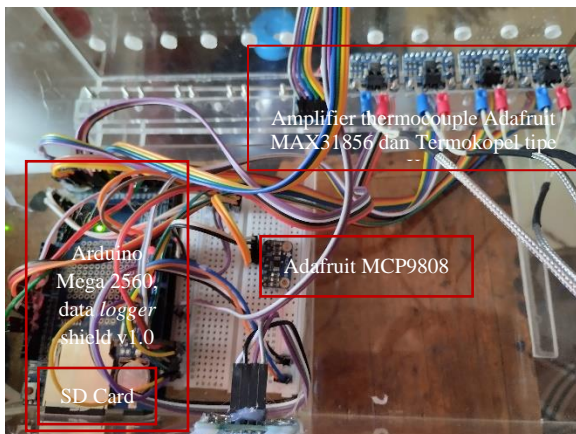 Amplifier thermocouple Adafruit
MAX31856 dan Termokopel tipe
Adafruit MCP9808
Arduino
Mega 2560,
data logger
shield v1.0
SD Card